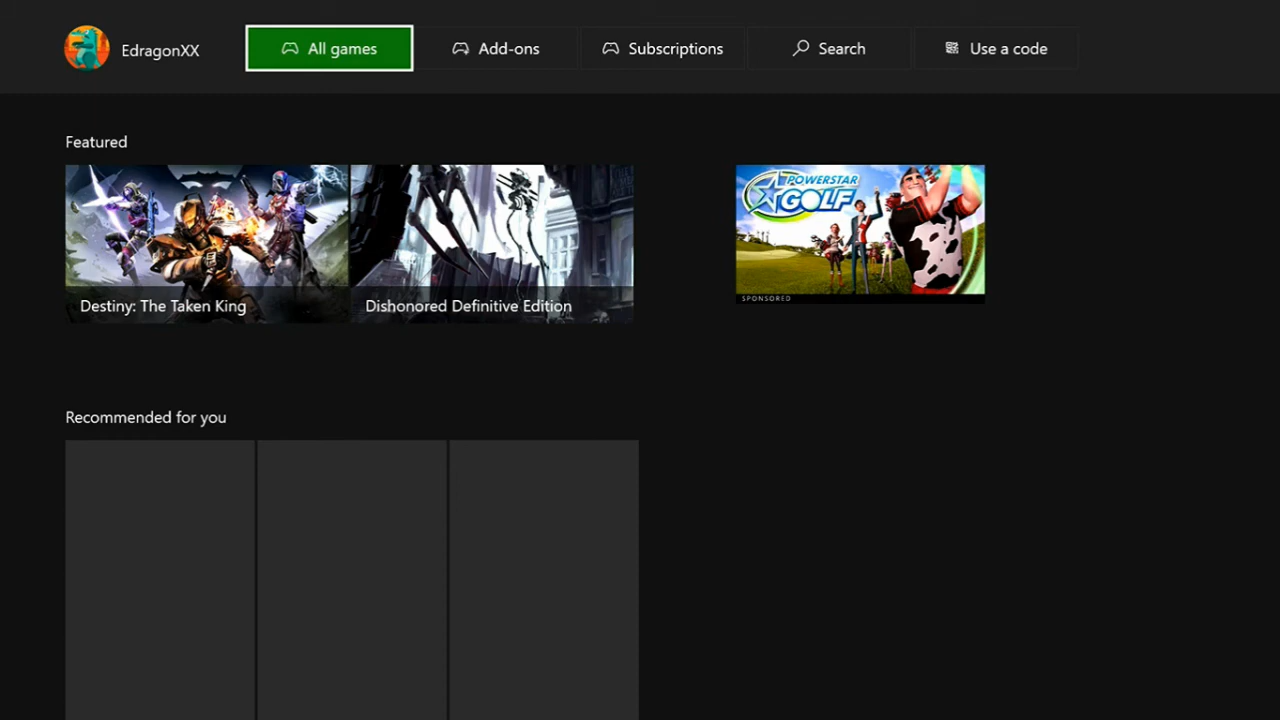 EdragonXX
All games
Add-ons
Subscriptions
Search
Use a code
Featured
Destiny: The Taken King
Dishonored Definitive Edition
POWERSTAR
GOLF
SPONSORED
Recommended for you